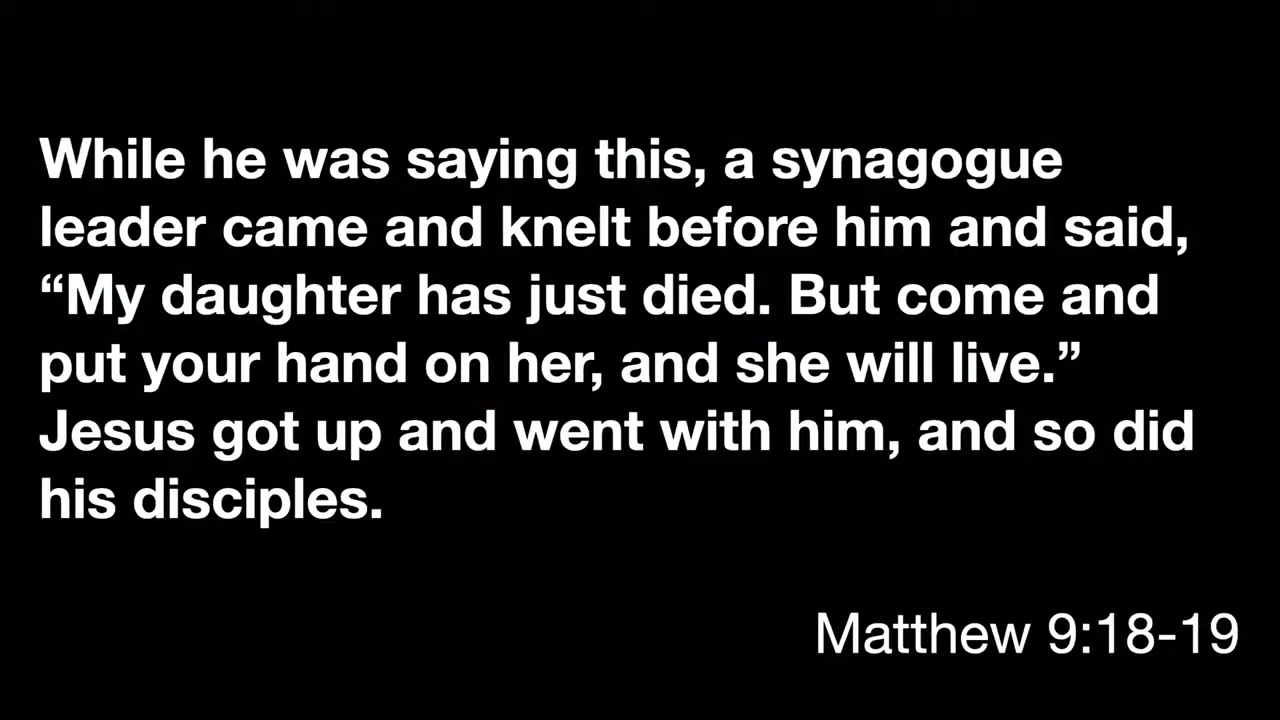 While he was saying this, a synagogue
leader came and knelt before him and said,
“My daughter has just died. But come and
put your hand on her, and she will live.”
Jesus got up and went with him, and so did
his disciples.
Matthew 9:18-19